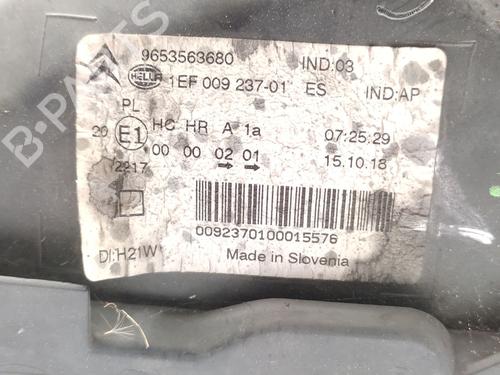 9653563680 IND:03
HELLA 1EF 009 237-01 ES IND:AP
PL
20 E1 HC HR A 1a 07:25:29
00 00 02 01 15.10.18
2217
0092370100015576
DI:H21W Made in Slovenia
B-PARTS